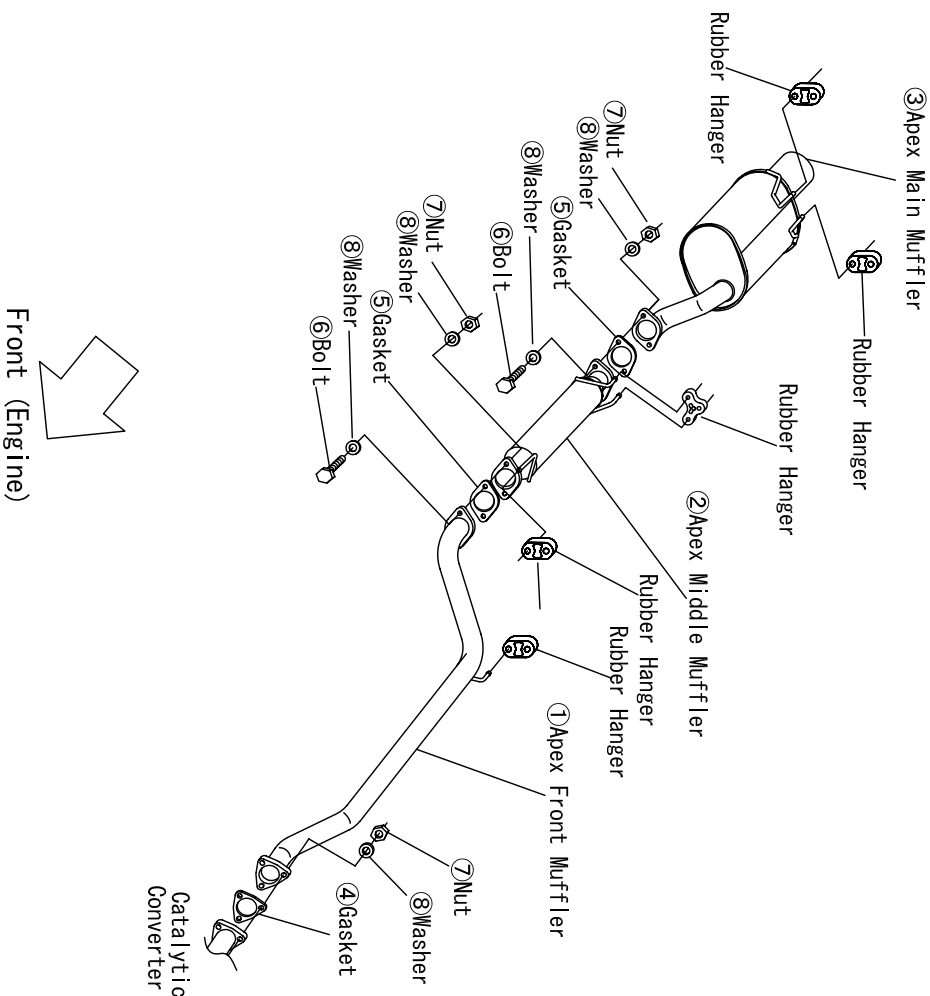 ③Apex Main Muffler
Rubber Hanger
Rubber Hanger
Rubber Hanger
②Apex Middle Muffler
Rubber Hanger
Rubber Hanger
⑦Nut
⑧Washer
⑤Gasket
⑧Washer
⑥Bolt
①Apex Front Muffler
⑦Nut
⑧Washer
⑤Gasket
⑧Washer
⑥Bolt
⑦Nut
⑧Washer
④Gasket
Catalytic
Converter
Front (Engine)